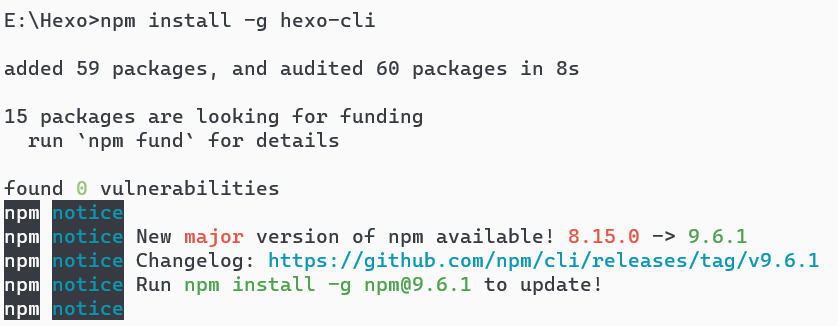 E:\Hexo>npm install -g hexo-cli
added 59 packages, and audited 60 packages in 8s
15 packages are looking for funding
  run `npm fund` for details
found 0 vulnerabilities
npm notice
npm notice New major version of npm available! 8.15.0 -> 9.6.1
npm notice Changelog: https://github.com/npm/cli/releases/tag/v9.6.1
npm notice Run npm install -g npm@9.6.1 to update!
npm notice